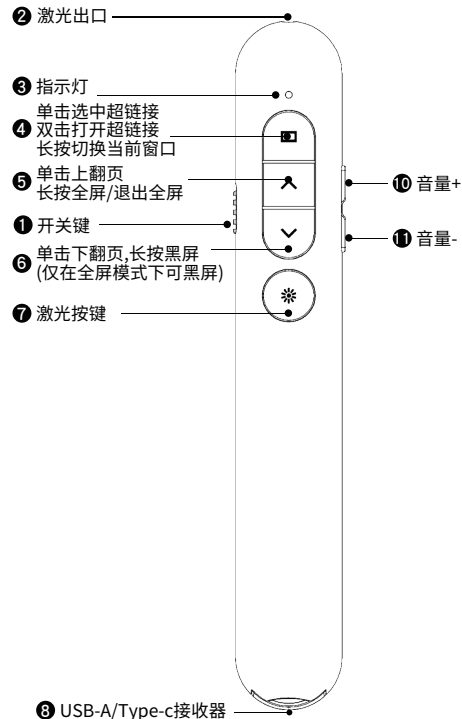 ❷ 激光出口
❸ 指示灯
❹ 单击选中超链接
双击打开超链接
长按切换当前窗口
❺ 单击上翻页
长按全屏/退出全屏
❿ 音量+
❶ 开关键
⓫ 音量-
❻ 单击下翻页,长按黑屏
(仅在全屏模式下可黑屏)
❼ 激光按键
❽ USB-A/Type-c接收器